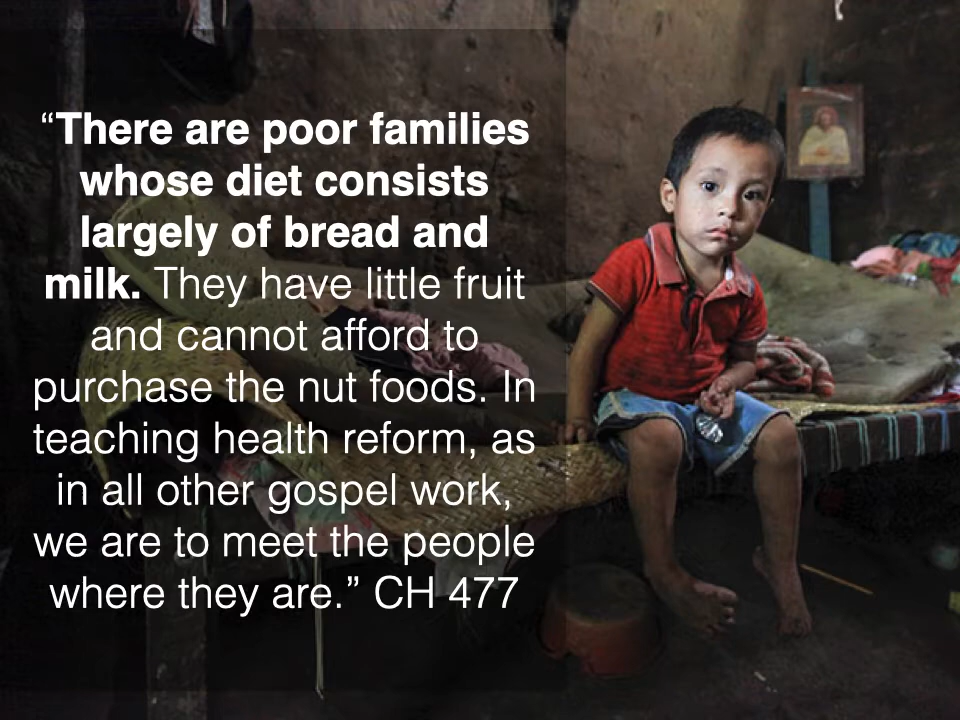 “There are poor families
whose diet consists
largely of bread and
milk. They have little fruit
and cannot afford to
purchase the nut foods. In
teaching health reform, as
in all other gospel work,
we are to meet the people
where they are.” CH 477